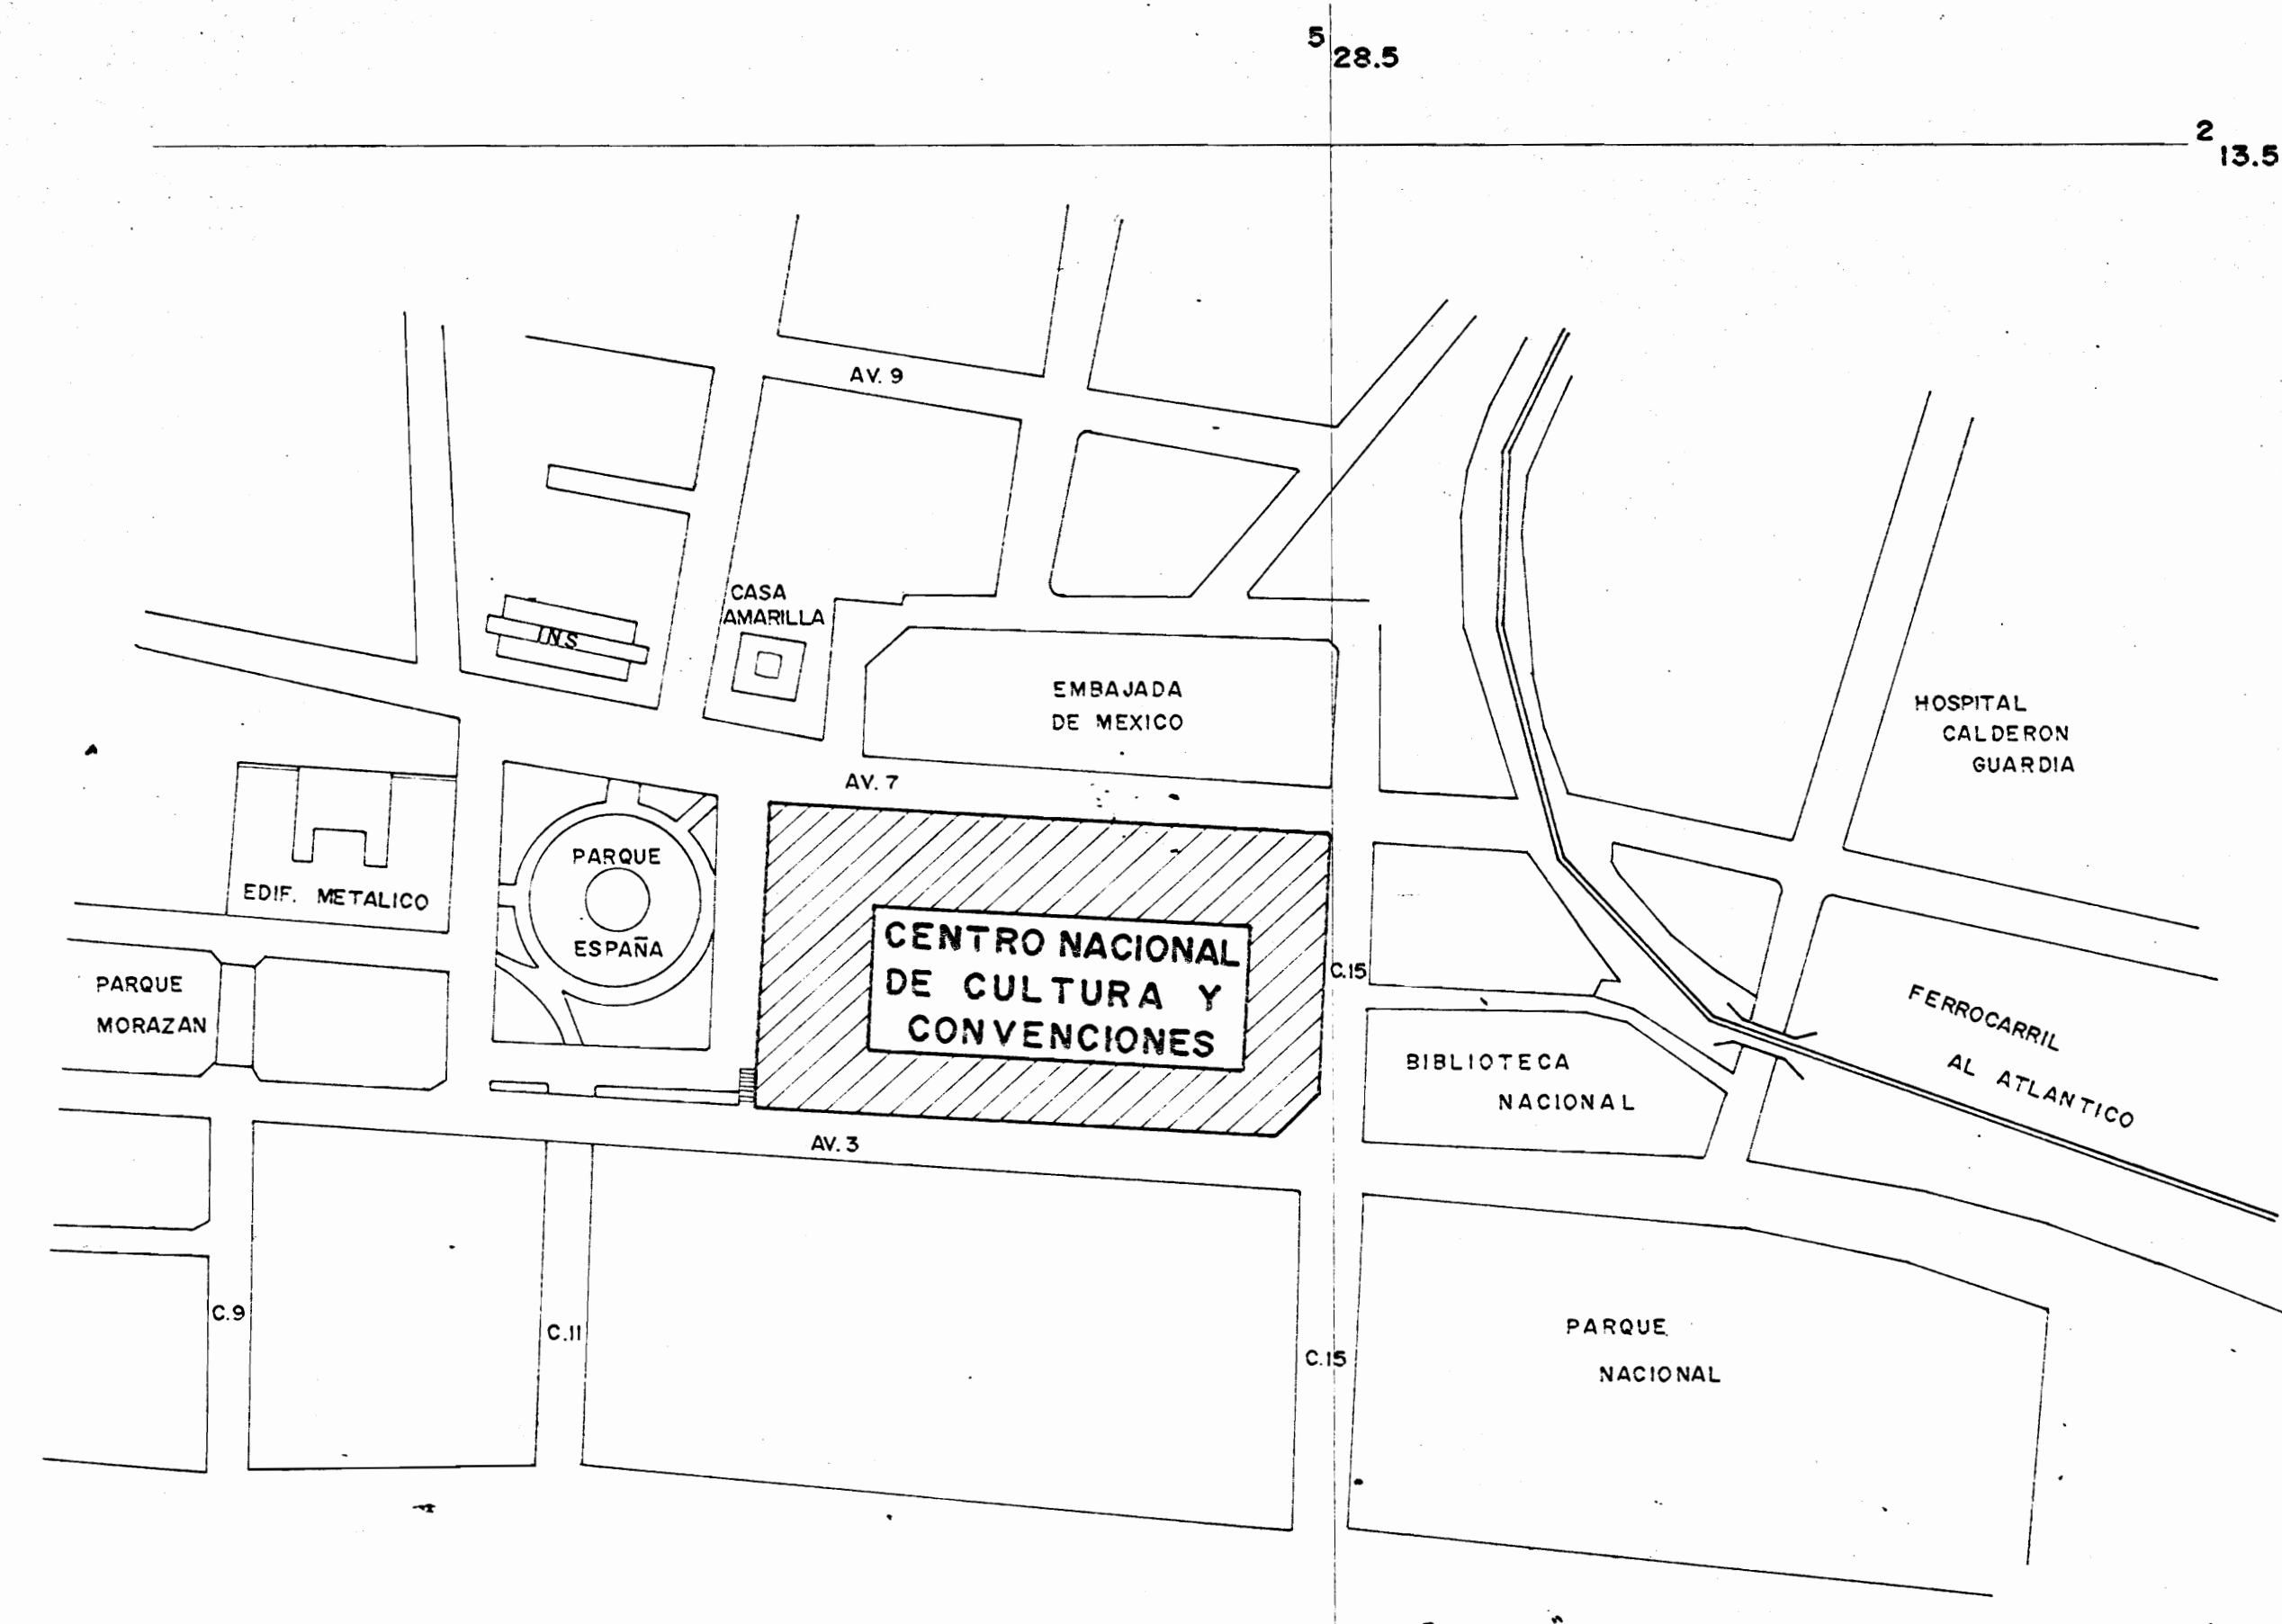 5
28.5
2
13.5
AV. 9
CASA
AMARILLA
INS
EMBAJADA
DE MEXICO
HOSPITAL
CALDERON
GUARDIA
AV. 7
PARQUE
ESPAÑA
EDIF. METALICO
CENTRO NACIONAL
DE CULTURA Y
CONVENCIONES
C.15
PARQUE
MORAZAN
FERROCARRIL
AL ATLANTICO
BIBLIOTECA
NACIONAL
AV. 3
C.9
C.11
C.15
PARQUE
NACIONAL